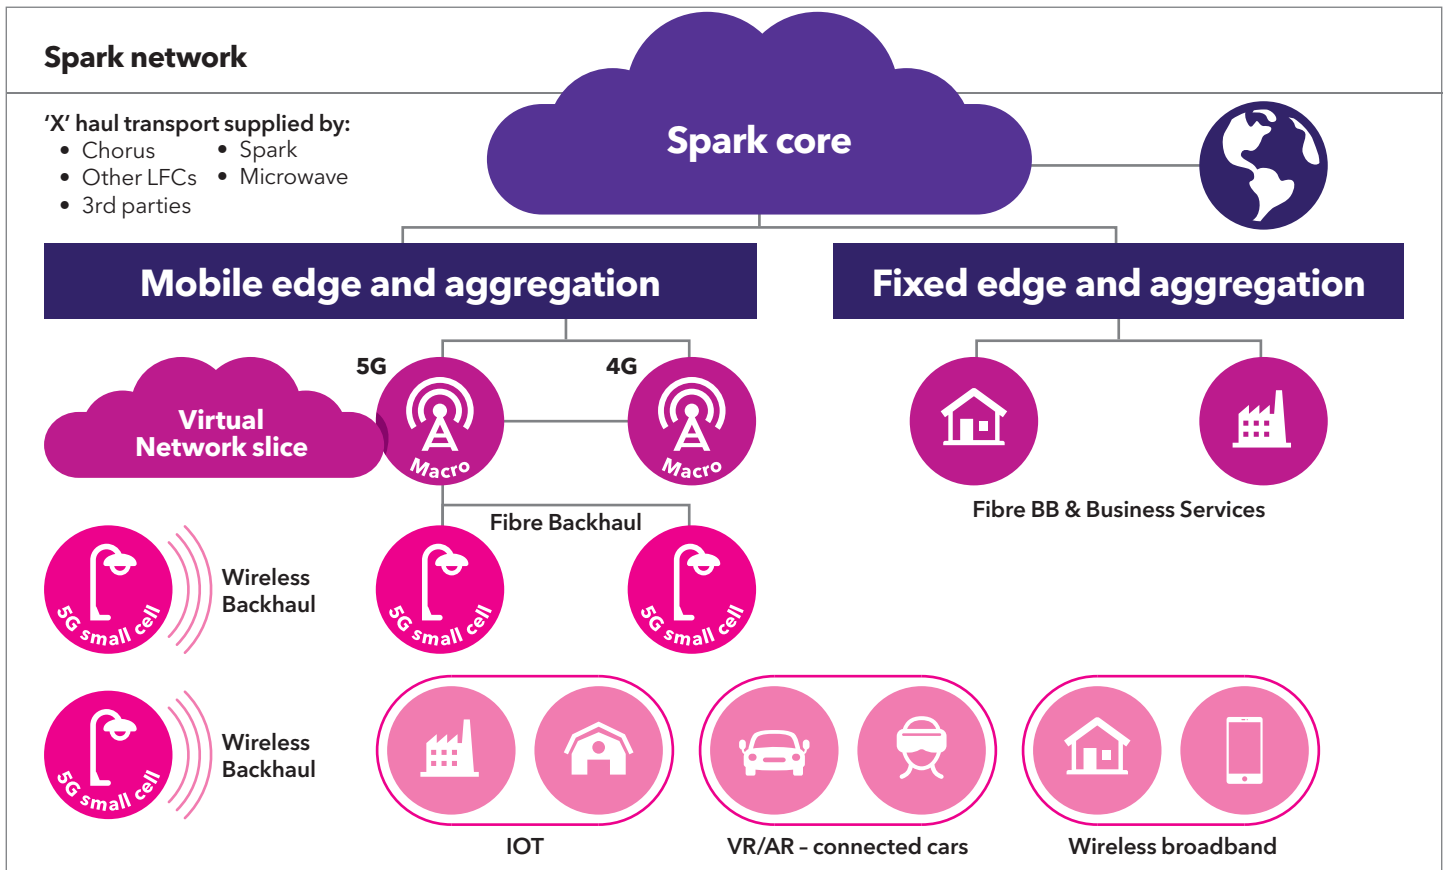 Spark network
Spark core
‘X’ haul transport supplied by:
• Chorus
• Other LFCs
• 3rd parties
• Spark
• Microwave
Mobile edge and aggregation
Fixed edge and aggregation
5G
4G
Virtual
Network slice
Macro
Macro
Fibre BB & Business Services
Fibre Backhaul
Wireless
Backhaul
5G small cell
5G small cell
5G small cell
Wireless
Backhaul
5G small cell
IOT
VR/AR – connected cars
Wireless broadband